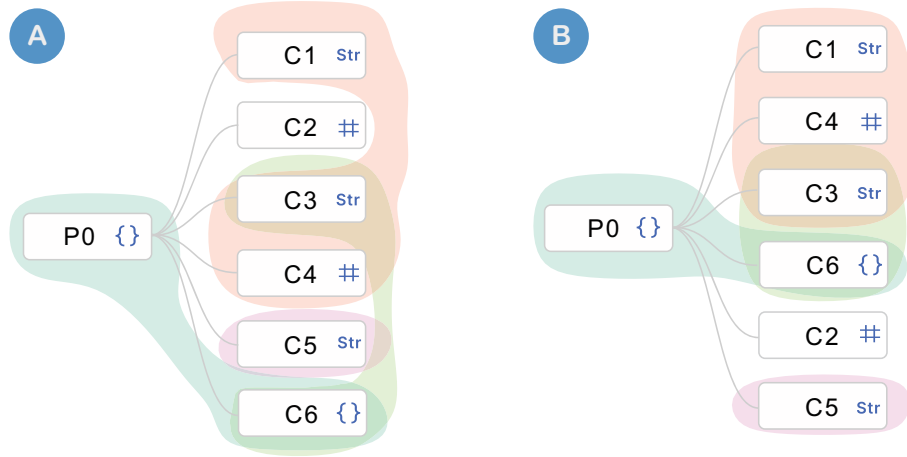 A
C1 Str
C2 #
C3 Str
P0 {}
C4 #
C5 Str
C6 {}
B
C1 Str
C4 #
C3 Str
P0 {}
C6 {}
C2 #
C5 Str